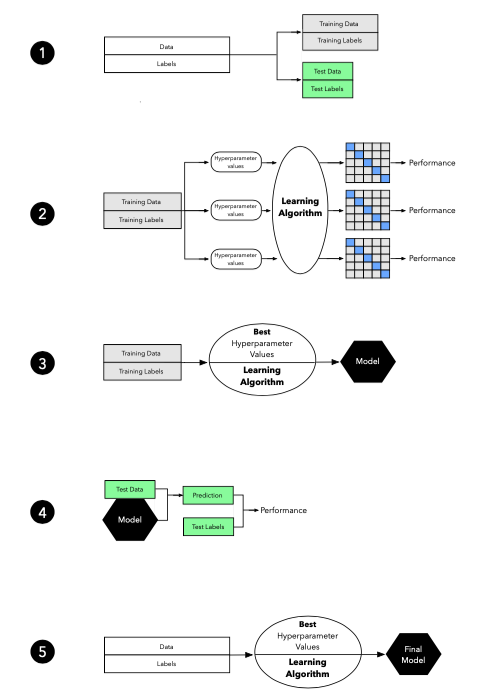 1
Data
Labels
Training Data
Training Labels
Test Data
Test Labels
2
Training Data
Training Labels
Hyperparameter
values
Hyperparameter
values
Hyperparameter
values
Learning
Algorithm
Performance
Performance
Performance
3
Training Data
Training Labels
Best
Hyperparameter
Values
Learning
Algorithm
Model
4
Test Data
Model
Prediction
Test Labels
Performance
5
Data
Labels
Best
Hyperparameter
Values
Learning
Algorithm
Final
Model